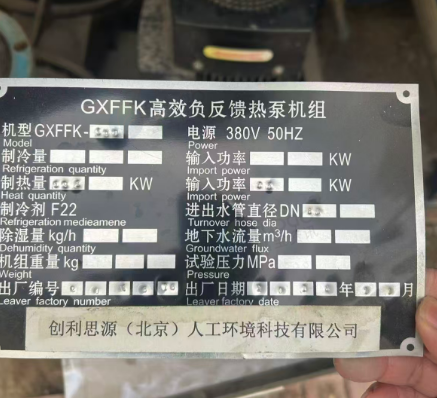 GXFFK高效负反馈热泵机组
机型 GXFFK- 电源 380V 50HZ
Model Power
制冷量 输入功率 KW
Refrigeration quantity Import power
制热量 KW 输入功率 KW
Heat quantity Import power
制冷剂 F22 进出水管直径DN
Refrigeration medieamene Turnover hose dia
除湿量 kg/h 地下水流量m³/h
Dehumidity quantity Groundwater flux
机组重量 kg 试验压力MPa
Weight Pressure
出厂编号 出厂日期 年 月
Leaver factory number Leaver factory date
创利思源（北京）人工环境科技有限公司